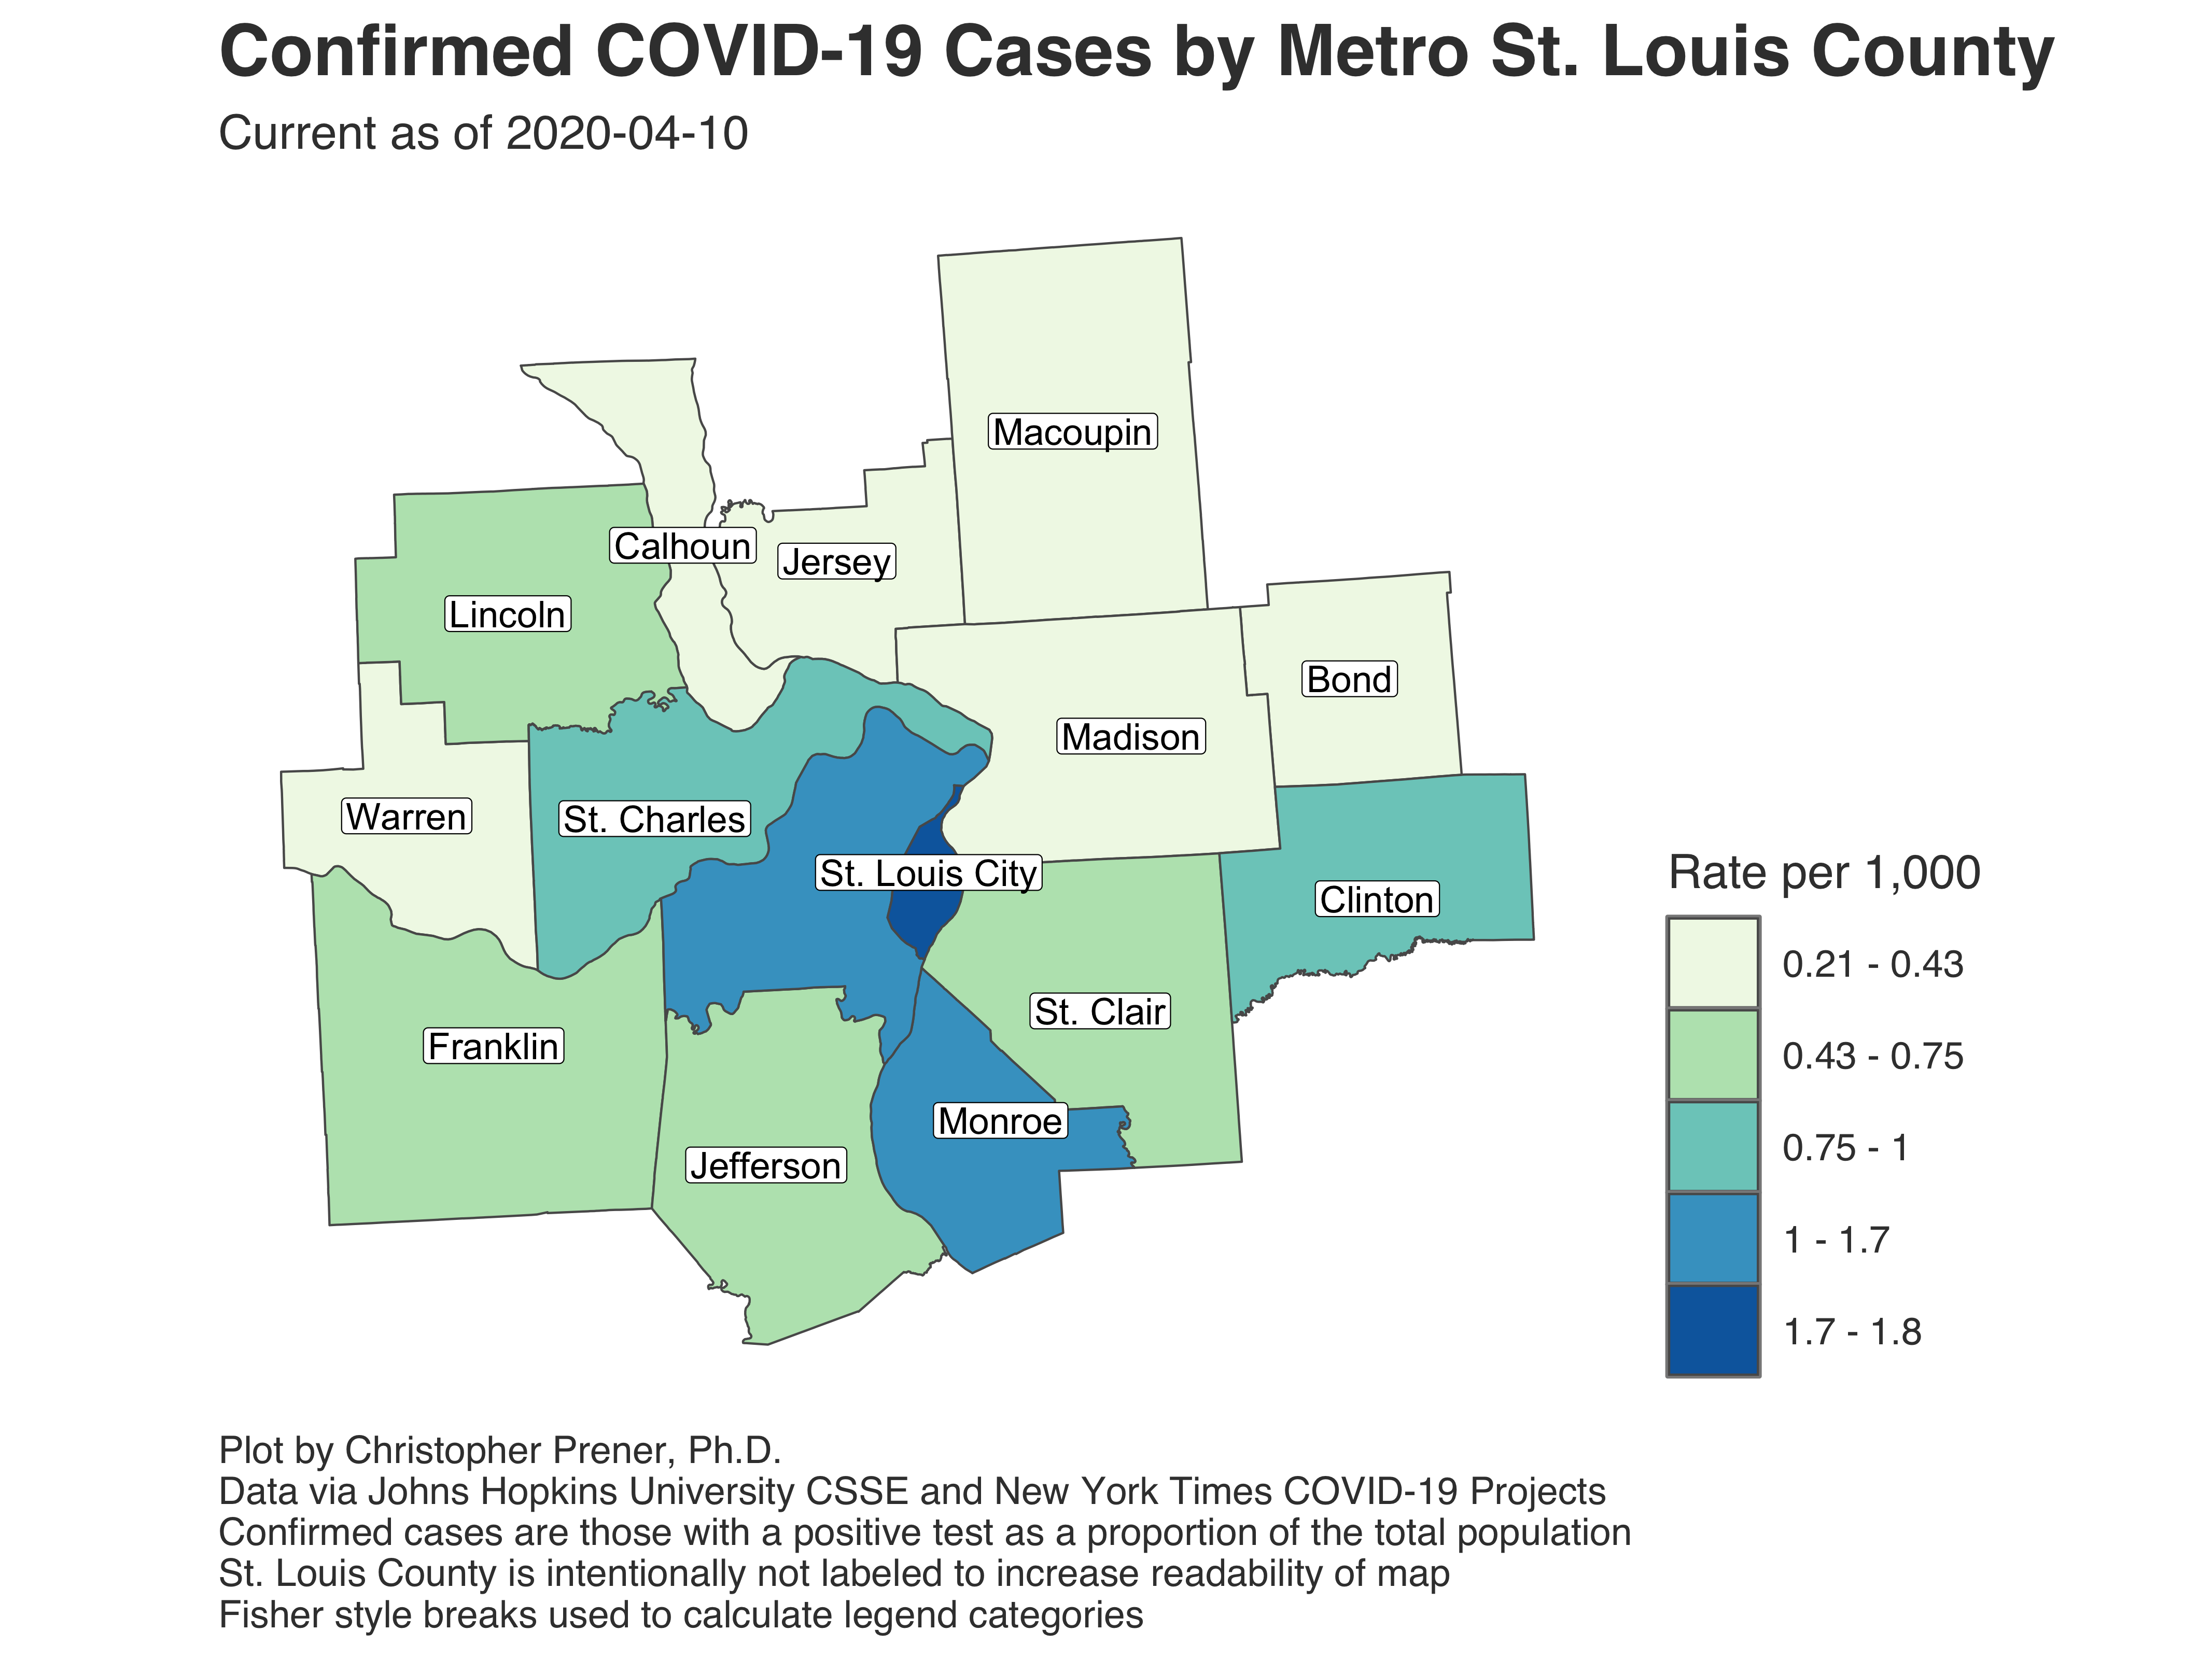 Confirmed COVID-19 Cases by Metro St. Louis County
Current as of 2020-04-10
Macoupin
Calhoun
Jersey
Lincoln
Bond
Madison
Warren
St. Charles
St. Louis City
Clinton
St. Clair
Franklin
Monroe
Jefferson
Rate per 1,000
0.21 - 0.43
0.43 - 0.75
0.75 - 1
1 - 1.7
1.7 - 1.8
Plot by Christopher Prener, Ph.D.
Data via Johns Hopkins University CSSE and New York Times COVID-19 Projects
Confirmed cases are those with a positive test as a proportion of the total population
St. Louis County is intentionally not labeled to increase readability of map
Fisher style breaks used to calculate legend categories